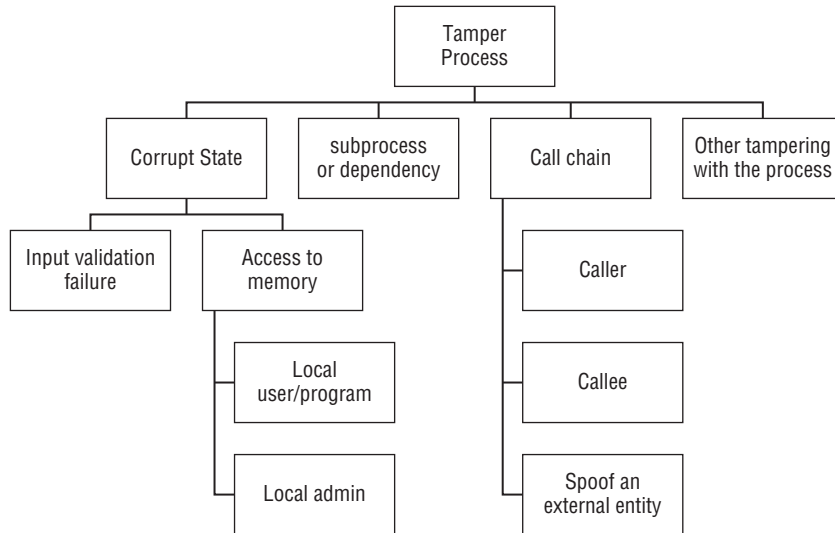 Tamper
Process
Corrupt State
subprocess
or dependency
Call chain
Other tampering
with the process
Input validation
failure
Access to
memory
Caller
Local
user/program
Callee
Local admin
Spoof an
external entity